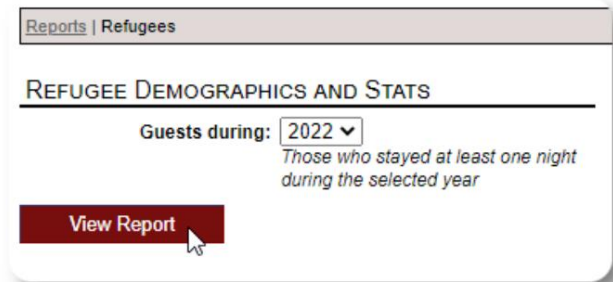 Reports | Refugees
REFUGEE DEMOGRAPHICS AND STATS
Guests during: 2022
Those who stayed at least one night
during the selected year
View Report